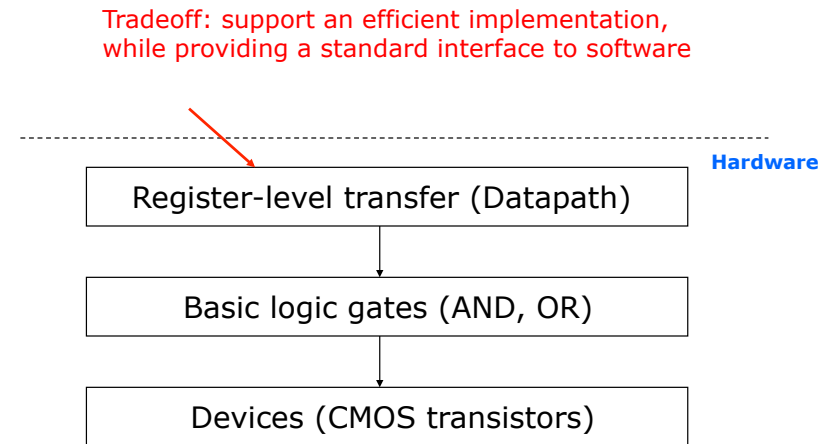 Tradeoff: support an efficient implementation,
while providing a standard interface to software
Hardware
Register-level transfer (Datapath)
Basic logic gates (AND, OR)
Devices (CMOS transistors)